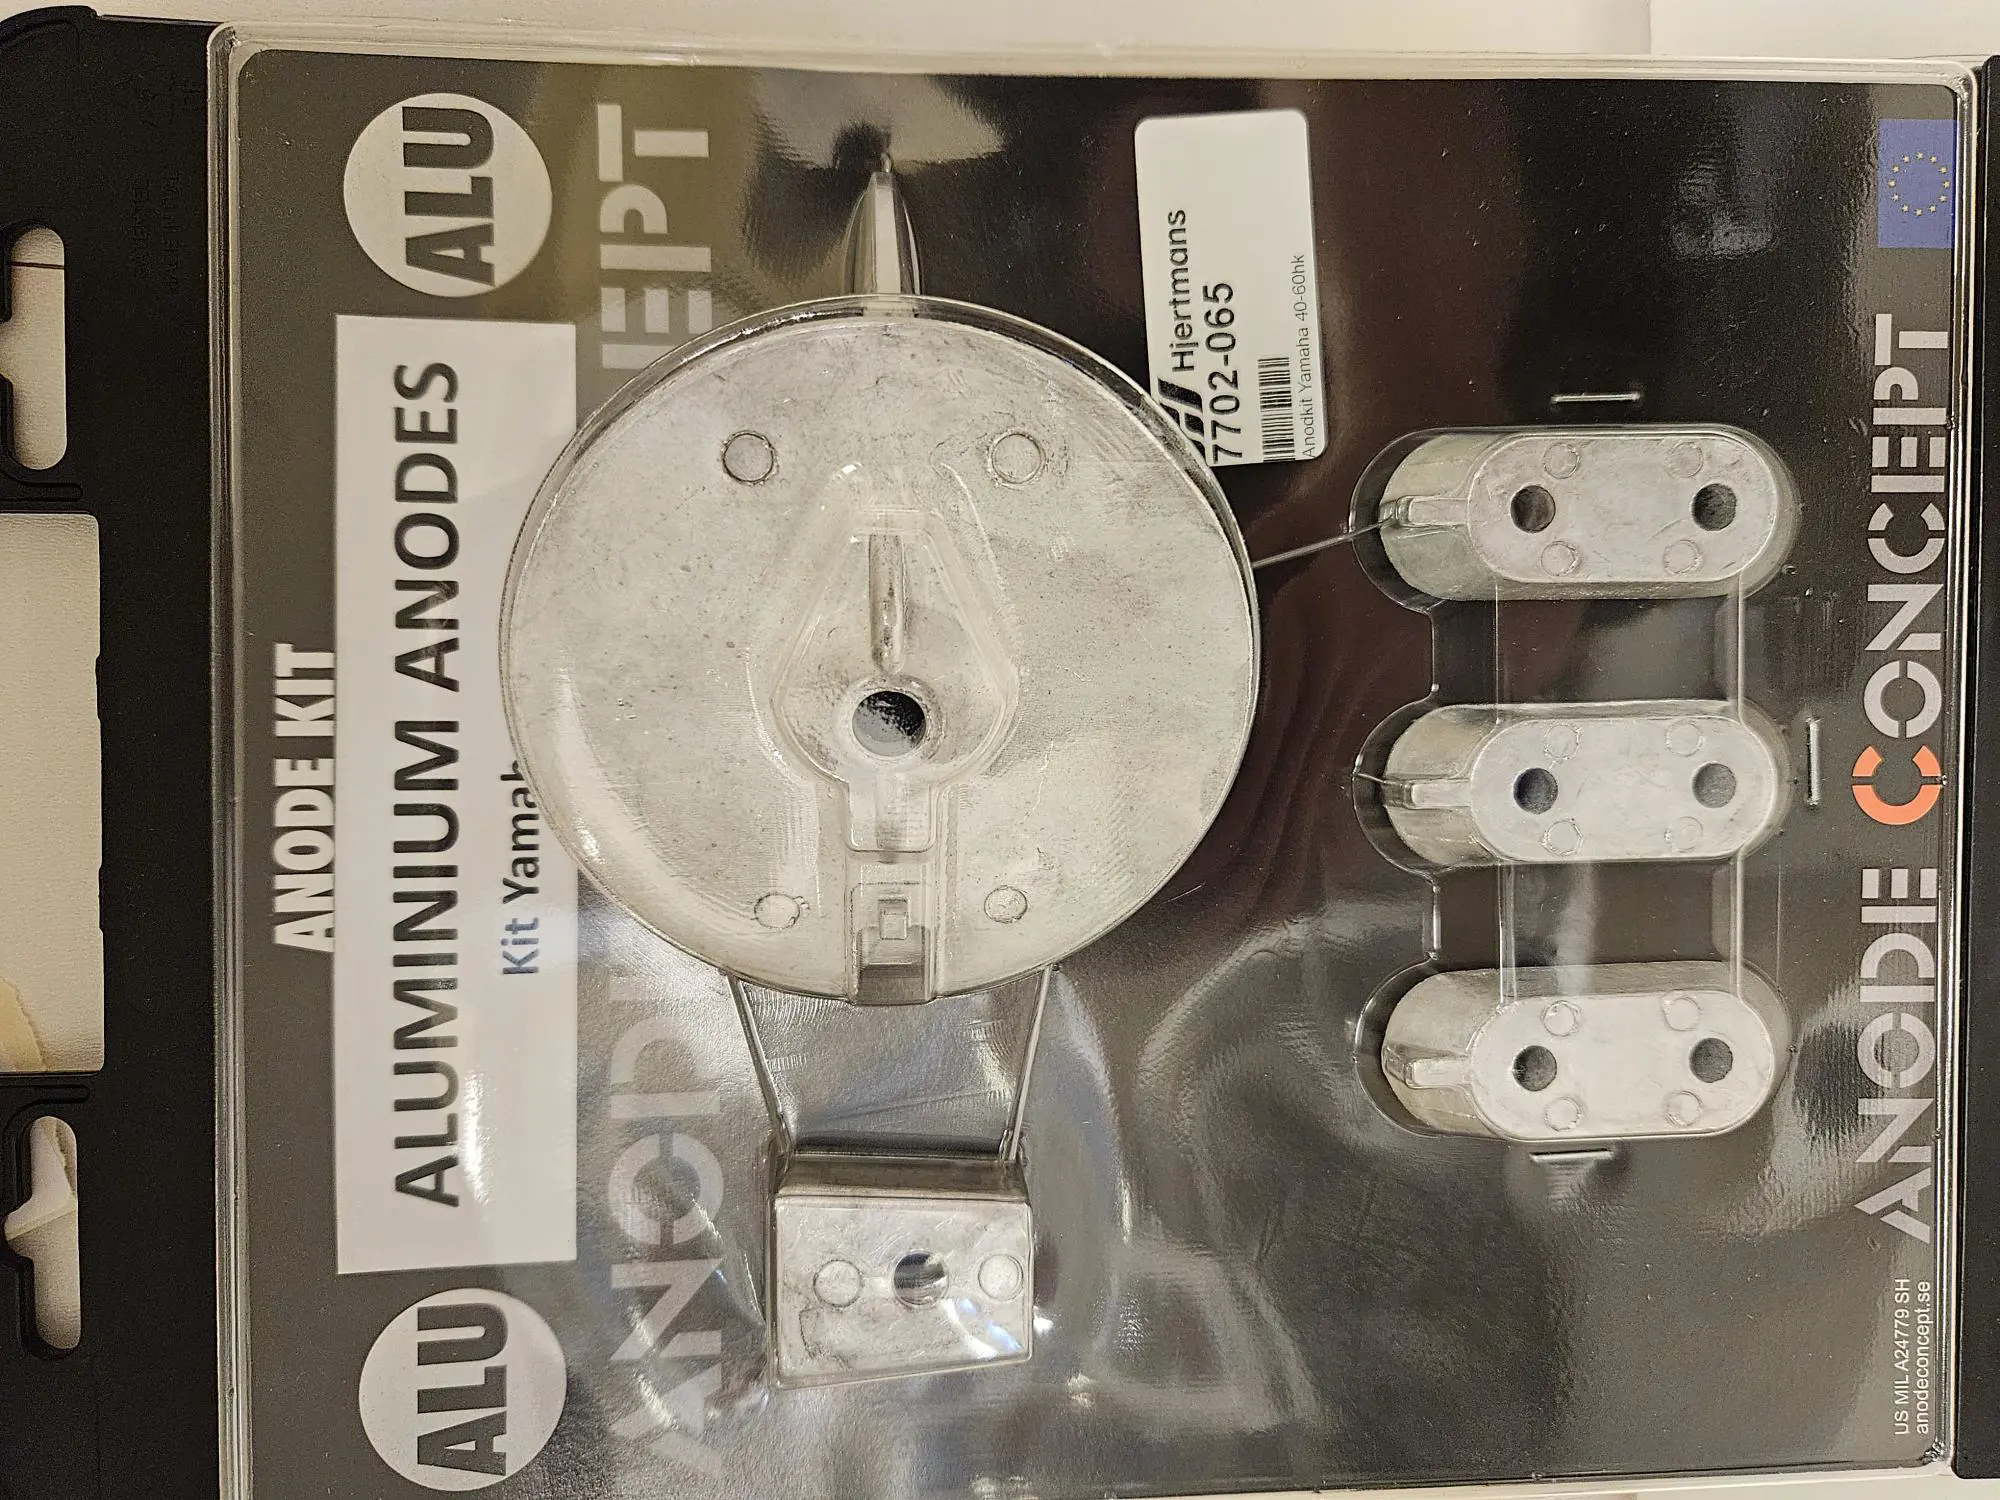 ANODE KIT
ALU
ALUMINIUM ANODES
ALU
Kit Yamah
Hjertmans
7702-065
Anodkit Yamaha 40-60hk
US MIL A24779 SH
anodeconcept.se
ANODE CONCEPT